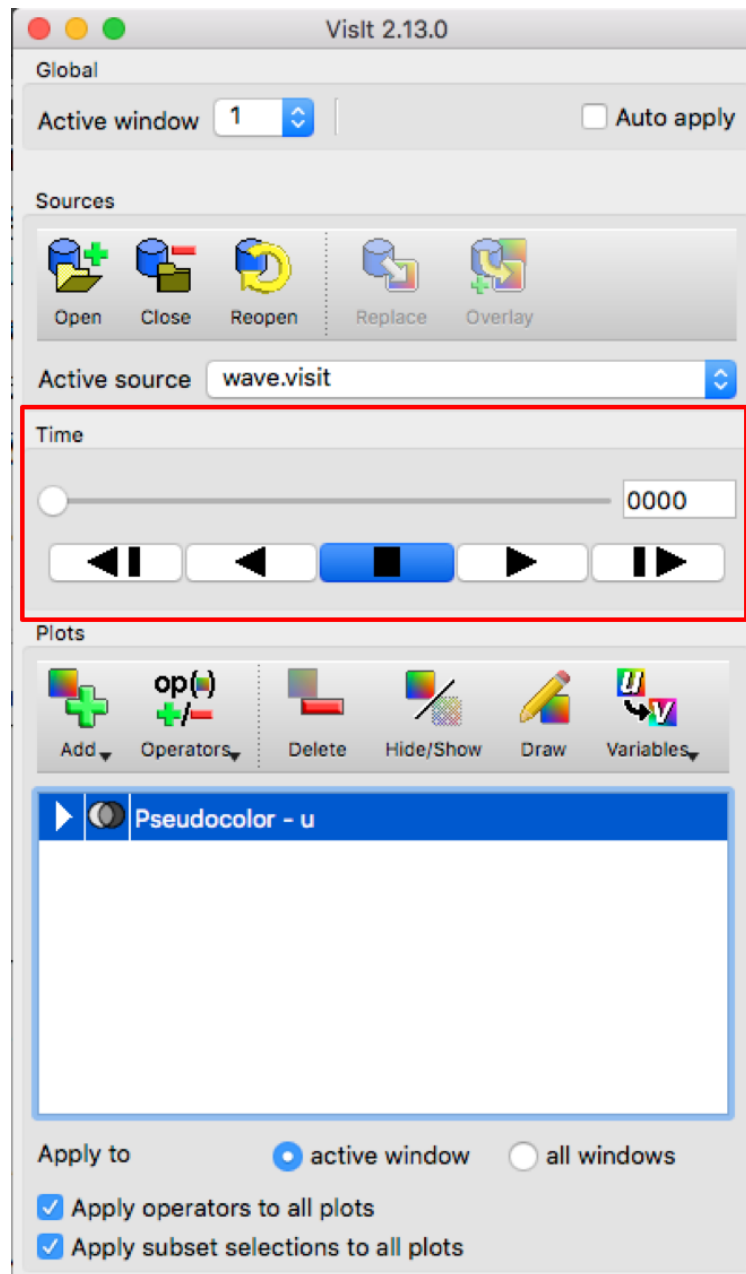 VisIt 2.13.0
Global
Active window 1 Auto apply
Sources
Open Close Reopen Replace Overlay
Active source wave.visit
Time
0000
Plots
op(▪)
+/-
U
V
Add Operators Delete Hide/Show Draw Variables
Pseudocolor - u
Apply to active window all windows
Apply operators to all plots
Apply subset selections to all plots